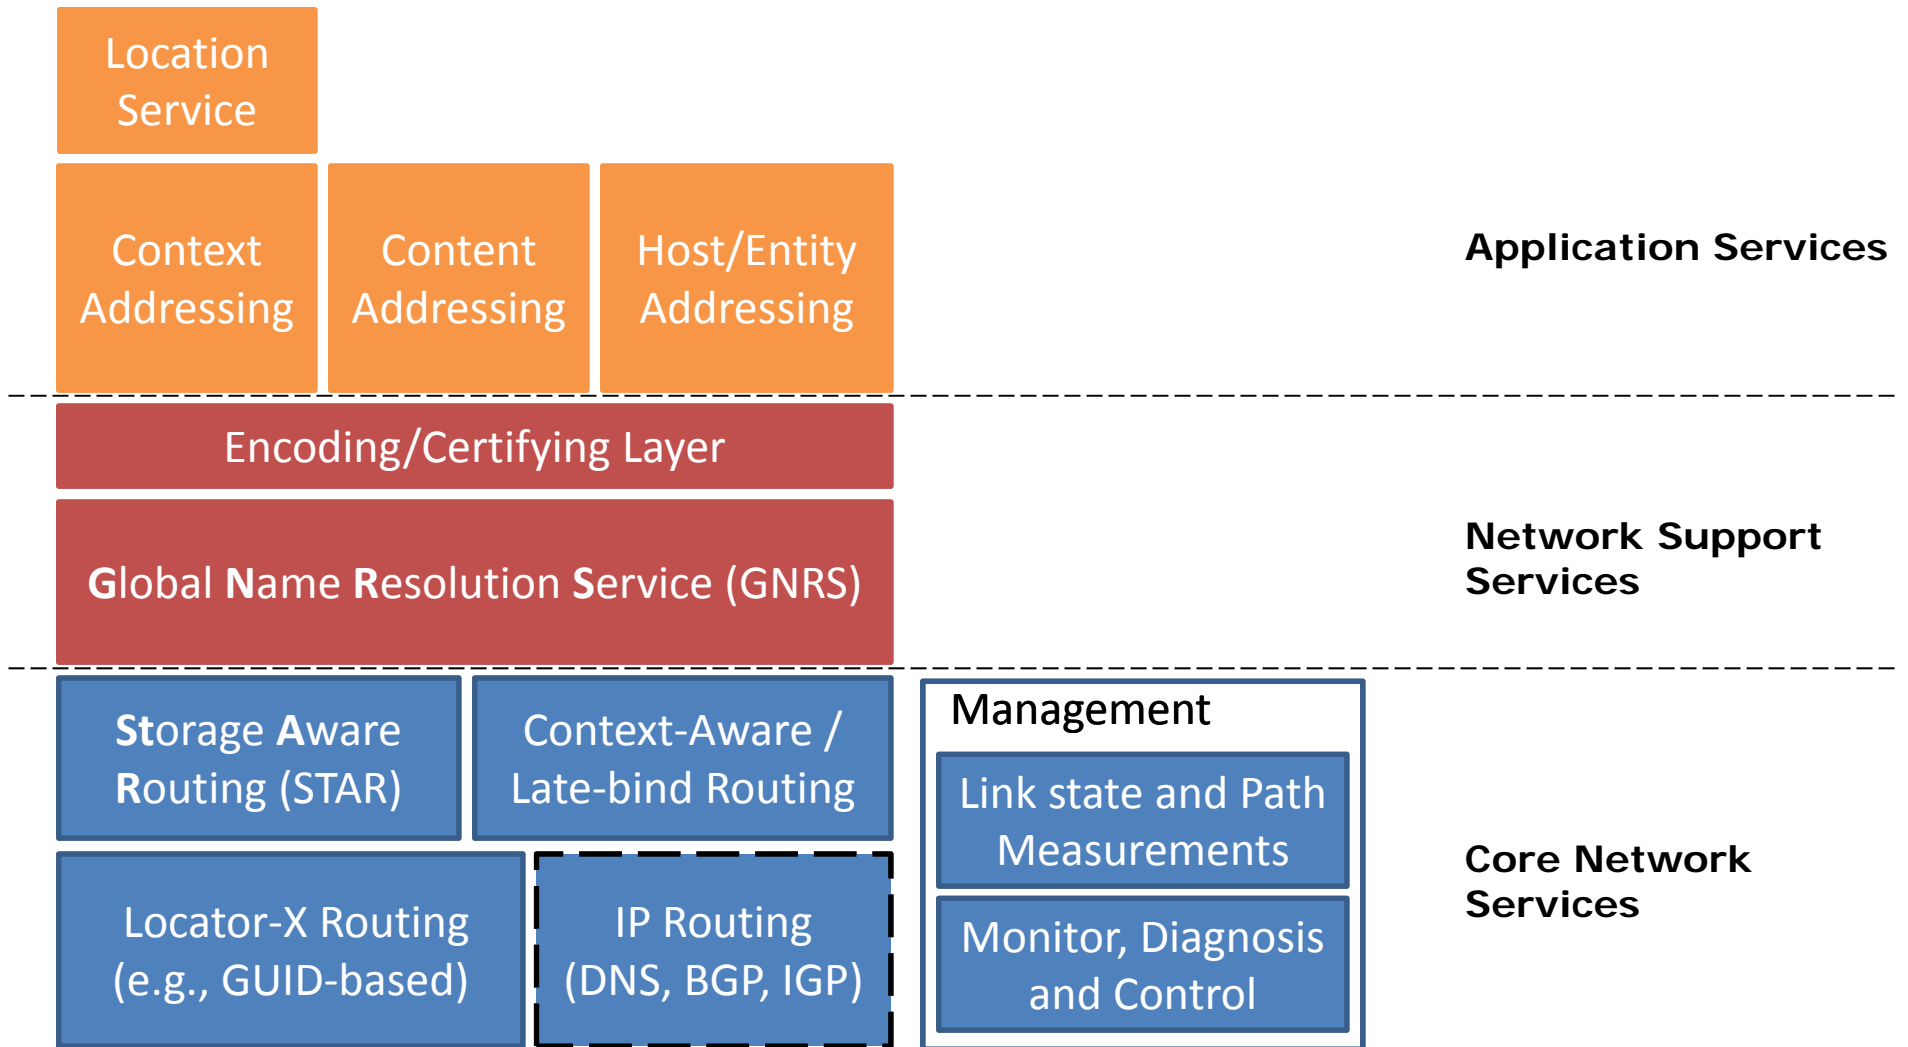 Location
Service
Context
Addressing
Content
Addressing
Host/Entity
Addressing
Application Services
Encoding/Certifying Layer
Global Name Resolution Service (GNRS)
Network Support
Services
Storage Aware
Routing (STAR)
Context-Aware /
Late-bind Routing
Management
Link state and Path
Measurements
Locator-X Routing
(e.g., GUID-based)
IP Routing
(DNS, BGP, IGP)
Monitor, Diagnosis
and Control
Core Network
Services